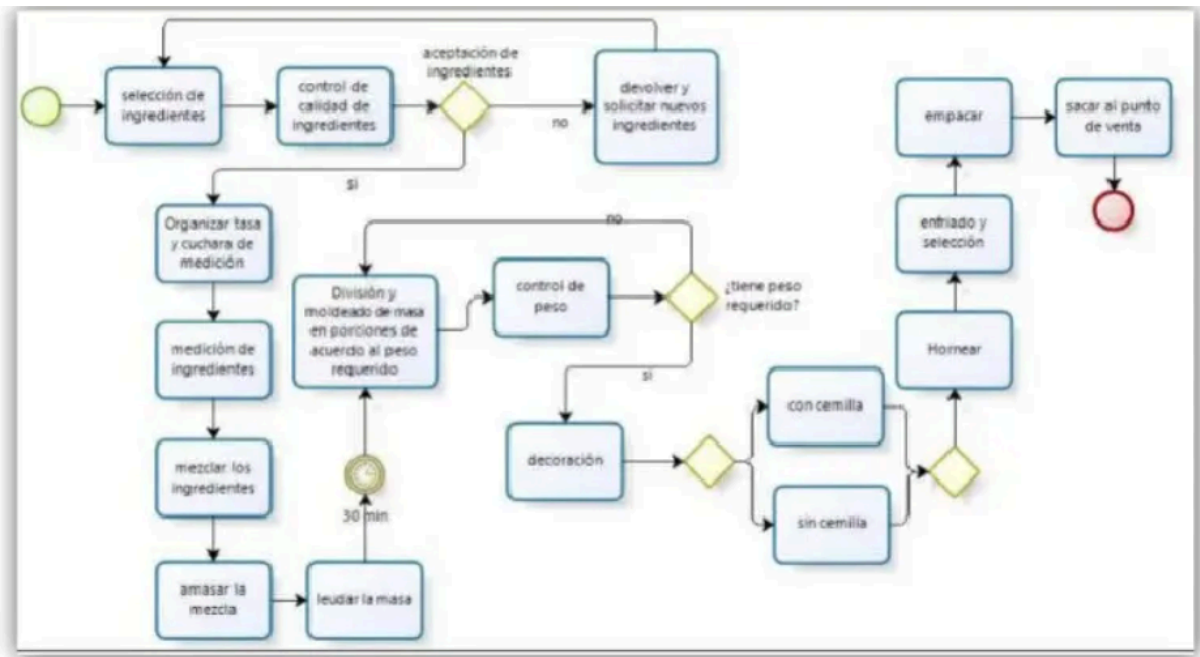 selección de
ingredientes
control de
calidad de
ingredientes
aceptación de
ingredientes
no
devolver y
solicitar nuevos
ingredientes
si
Organizar tasa
y cuchara de
medición
medición de
ingredientes
mezclar los
ingredientes
amasar la
mezcla
leudar la masa
30 min
División y
moldeado de masa
en porciones de
acuerdo al peso
requerido
control de
peso
¿tiene peso
requerido?
no
si
decoración
con cemilla
sin cemilla
Hornear
enfriado y
selección
empacar
sacar al punto
de venta